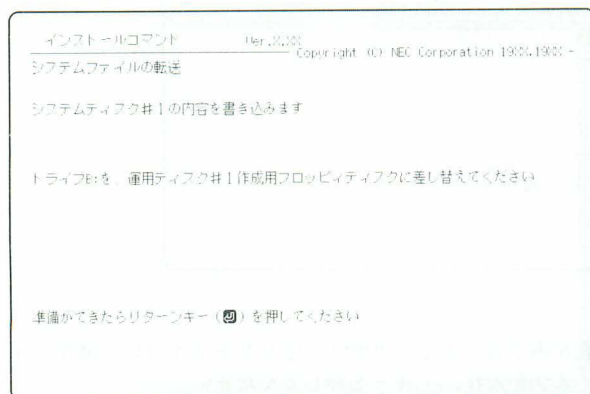 インストールコマンド　Ver.X.XX
Copyright (C) NEC Corporation 19XX,19XX
システムファイルの転送
システムディスク#1の内容を書き込みます
ドライブB:を、運用ディスク#1作成用フロッピィディスクに差し替えてください
準備ができたらリターンキー（⏎）を押してください